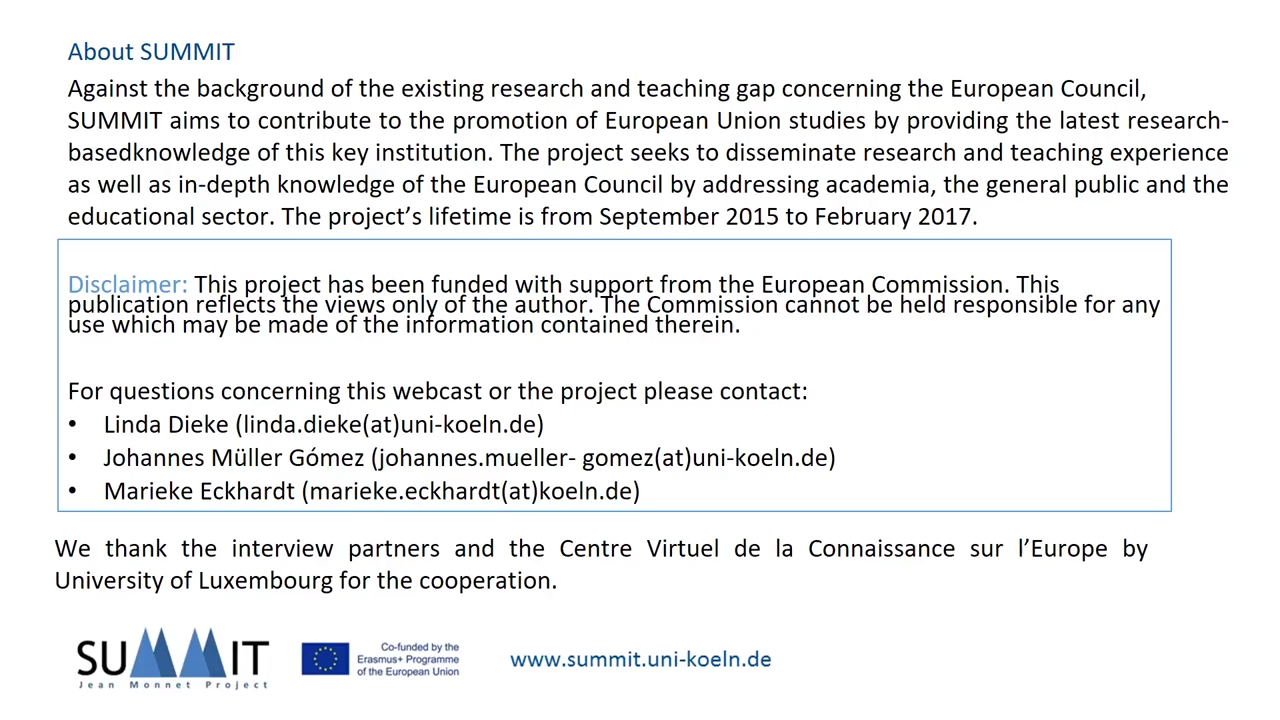 About SUMMIT
Against the background of the existing research and teaching gap concerning the European Council,
SUMMIT aims to contribute to the promotion of European Union studies by providing the latest research-
basedknowledge of this key institution. The project seeks to disseminate research and teaching experience
as well as in-depth knowledge of the European Council by addressing academia, the general public and the
educational sector. The project’s lifetime is from September 2015 to February 2017.
Disclaimer: This project has been funded with support from the European Commission. This
publication reflects the views only of the author. The Commission cannot be held responsible for any
use which may be made of the information contained therein.
For questions concerning this webcast or the project please contact:
• Linda Dieke (linda.dieke(at)uni-koeln.de)
• Johannes Müller Gómez (johannes.mueller- gomez(at)uni-koeln.de)
• Marieke Eckhardt (marieke.eckhardt(at)koeln.de)
We thank the interview partners and the Centre Virtuel de la Connaissance sur l’Europe by
University of Luxembourg for the cooperation.
SUMMIT
Jean Monnet Project
Co-funded by the
Erasmus+ Programme
of the European Union
www.summit.uni-koeln.de